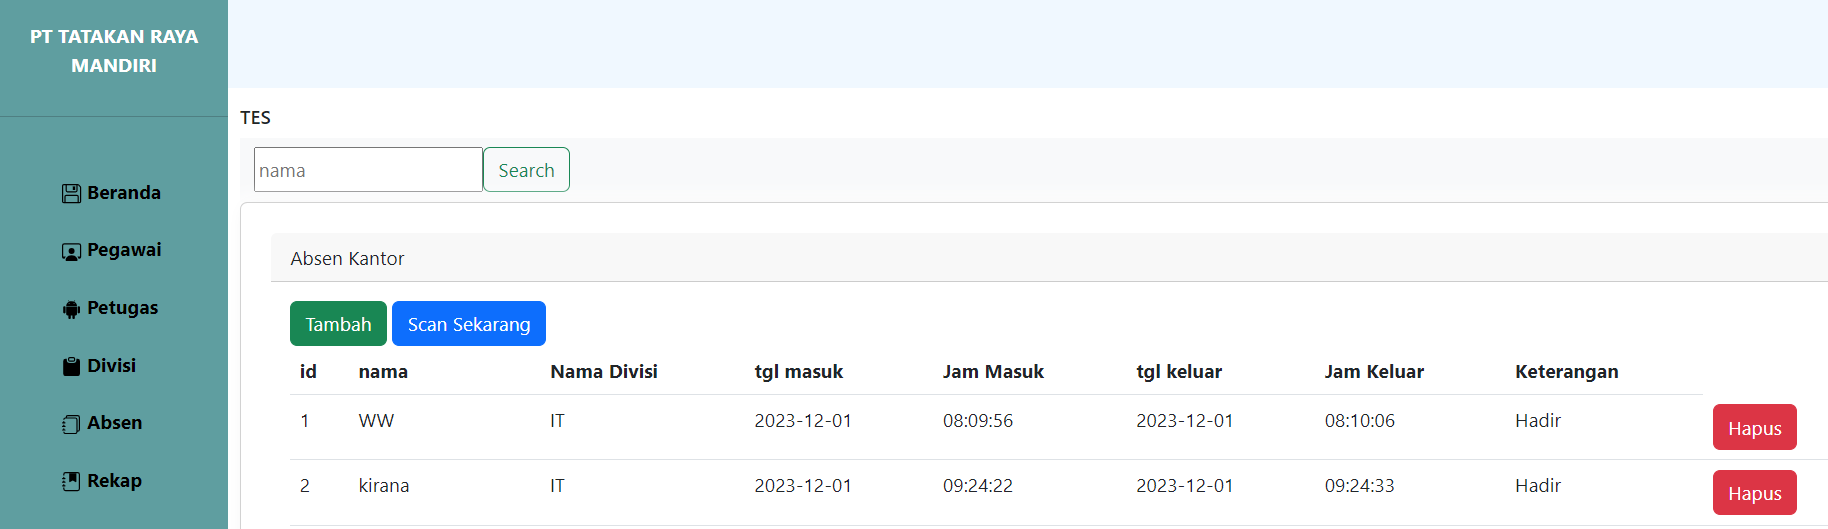 PT TATAKAN RAYA
MANDIRI
Beranda
Pegawai
Petugas
Divisi
Absen
Rekap
TES
nama Search
Absen Kantor
Tambah Scan Sekarang
id nama Nama Divisi tgl masuk Jam Masuk tgl keluar Jam Keluar Keterangan
1 WW IT 2023-12-01 08:09:56 2023-12-01 08:10:06 Hadir Hapus
2 kirana IT 2023-12-01 09:24:22 2023-12-01 09:24:33 Hadir Hapus